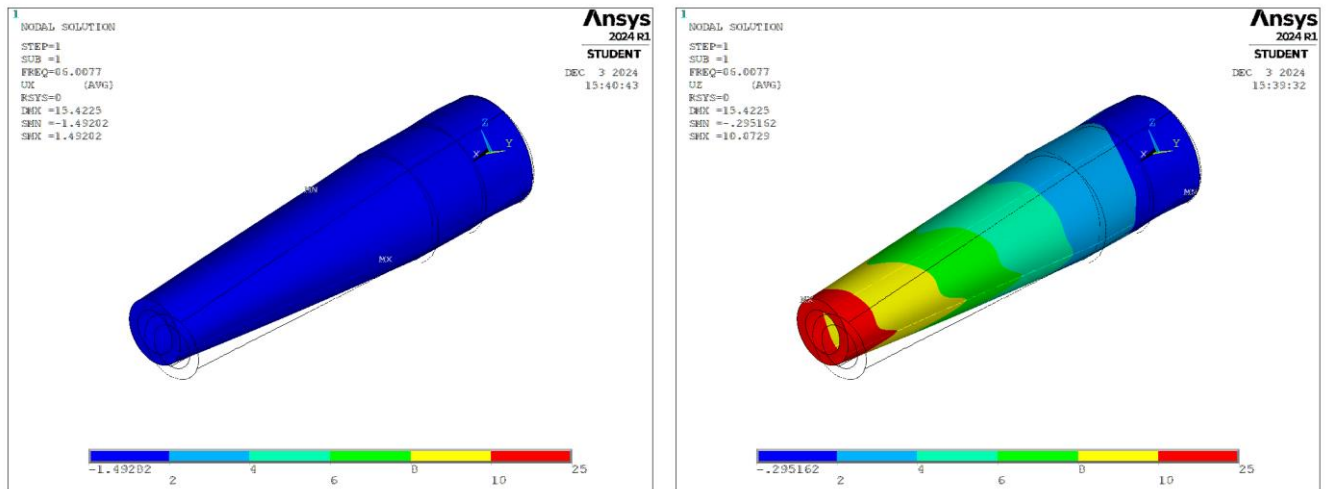 1
NODAL SOLUTION
STEP=1
SUB =1
FREQ=06.0077
UX (AVG)
RSYS=0
DMX =15.4225
SMN =-1.49202
SMX =1.49202
Ansys
2024 R1
STUDENT
DEC 3 2024
15:40:43
Z
Y
X
MN
MX
-1.49202
2
4
6
8
10
25
1
NODAL SOLUTION
STEP=1
SUB =1
FREQ=06.0077
UZ (AVG)
RSYS=0
DMX =15.4225
SMN =-.295162
SMX =10.0729
Ansys
2024 R1
STUDENT
DEC 3 2024
15:39:32
Z
Y
X
MN
MX
-.295162
2
4
6
8
10
25